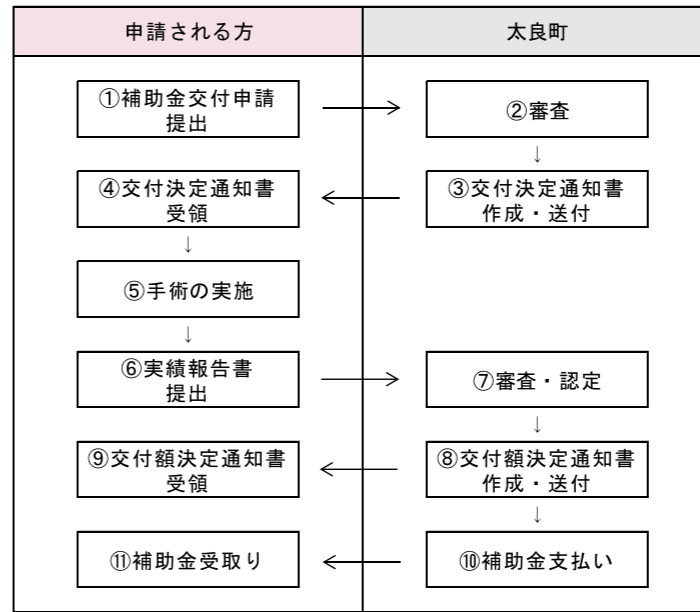 申請される方
太良町
①補助金交付申請
提出
②審査
↓
④交付決定通知書
受領
③交付決定通知書
作成・送付
↓
⑤手術の実施
↓
⑥実績報告書
提出
⑦審査・認定
↓
⑨交付額決定通知書
受領
⑧交付額決定通知書
作成・送付
↓
⑪補助金受取り
⑩補助金支払い